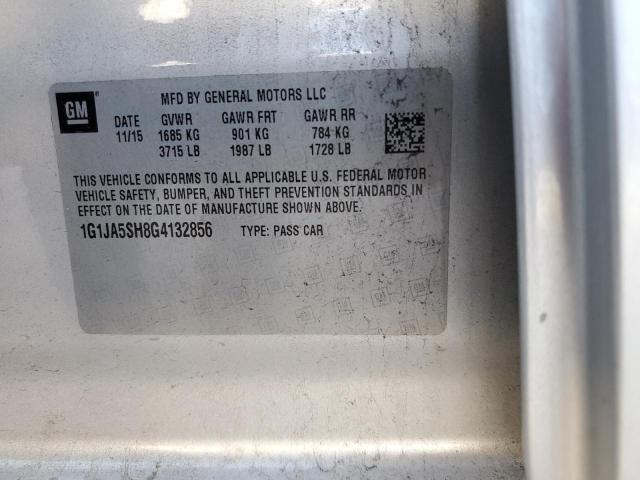 GM
MFD BY GENERAL MOTORS LLC
DATE GVWR GAWR FRT GAWR RR
11/15 1685 KG 901 KG 784 KG
3715 LB 1987 LB 1728 LB
THIS VEHICLE CONFORMS TO ALL APPLICABLE U.S. FEDERAL MOTOR
VEHICLE SAFETY, BUMPER, AND THEFT PREVENTION STANDARDS IN
EFFECT ON THE DATE OF MANUFACTURE SHOWN ABOVE.
1G1JA5SH8G4132856 TYPE: PASS CAR